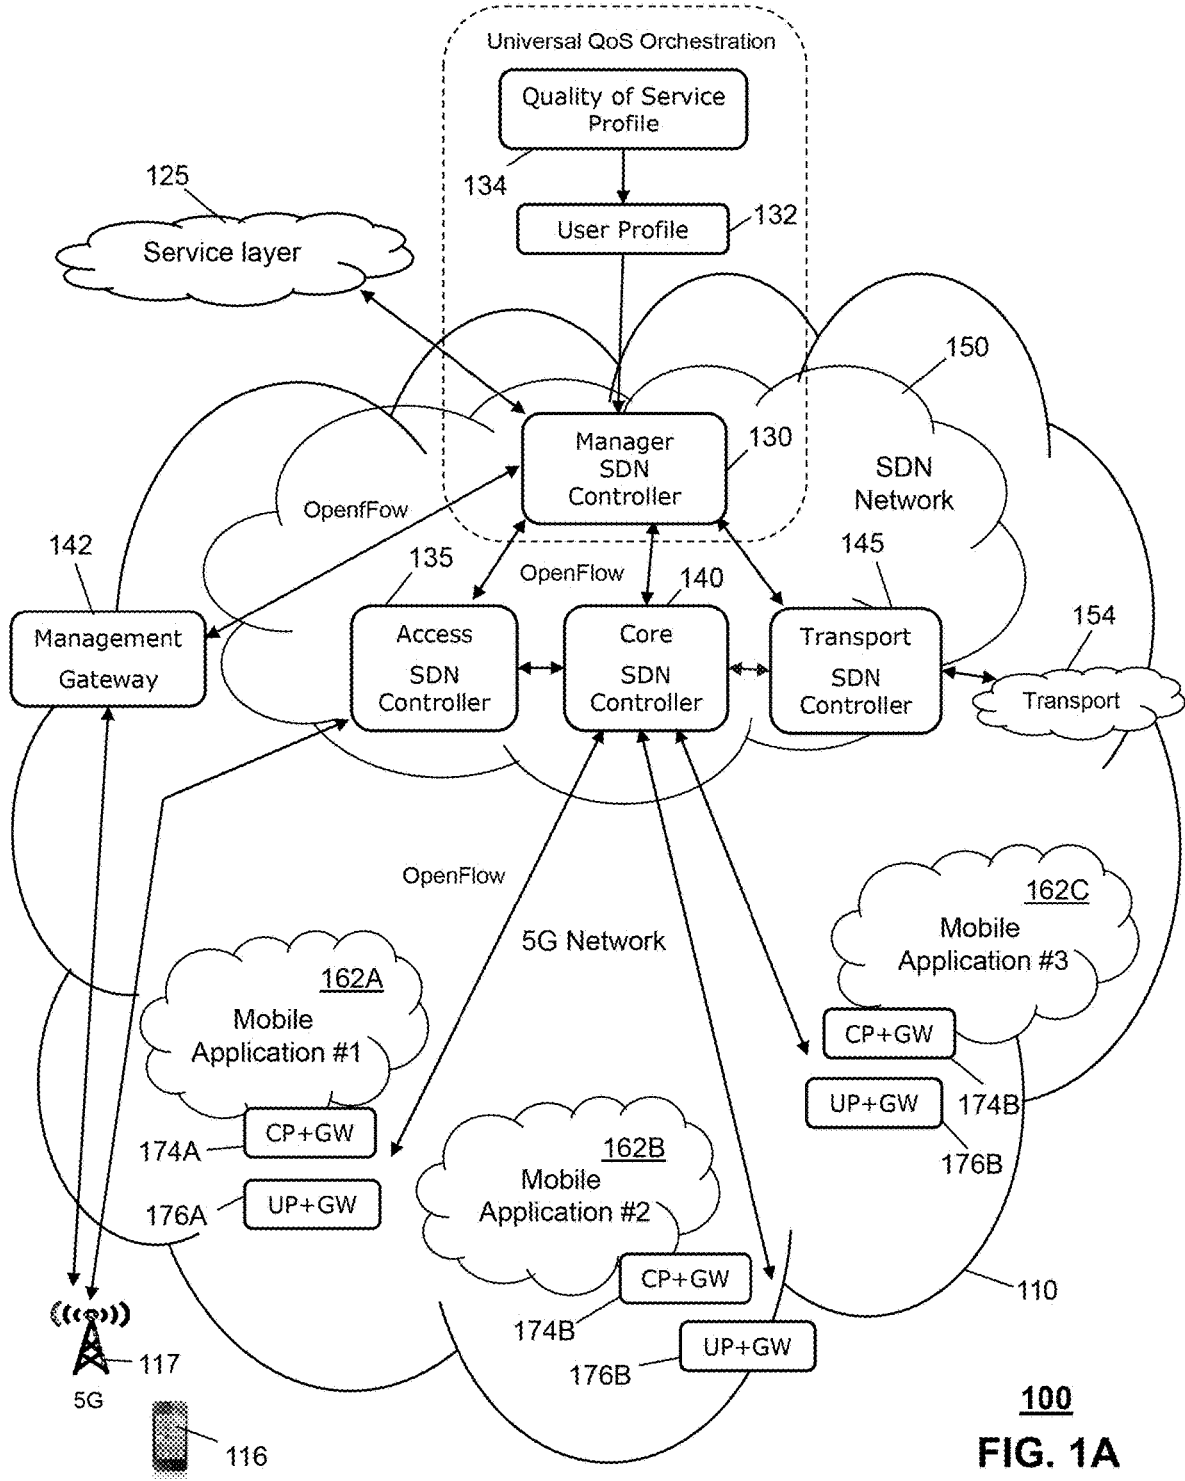 Universal QoS Orchestration
Quality of Service
Profile
134
125
User Profile
132
Service layer
150
Manager
SDN
Controller
130
SDN
Network
OpenfFow
142
135
OpenFlow
140
145
154
Management
Gateway
Access
SDN
Controller
Core
SDN
Controller
Transport
SDN
Controller
Transport
OpenFlow
5G Network
162C
Mobile
Application #3
162A
Mobile
Application #1
CP+GW
174B
UP+GW
176B
CP+GW
174A
UP+GW
176A
162B
Mobile
Application #2
CP+GW
174B
UP+GW
176B
110
117
5G
116
100
FIG. 1A